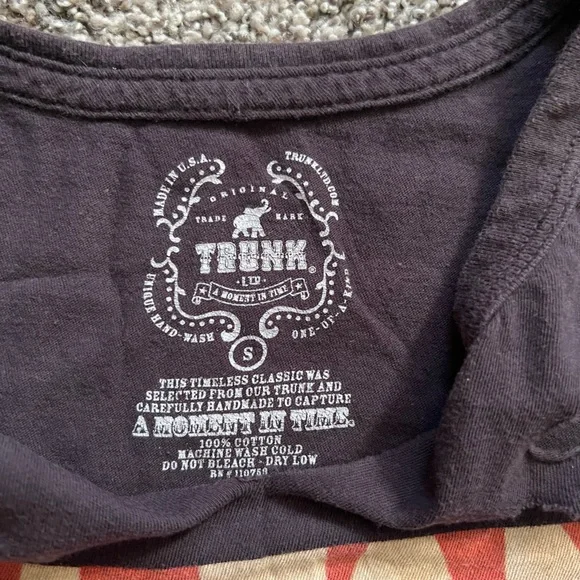 MADE IN U.S.A.
TRUNKLTD.COM
ORIGINAL
TRADE MARK
TRUNK®
LTD
A MOMENT IN TIME
UNIQUE HAND-WASH
ONE-OF-A-KIND
S
THIS TIMELESS CLASSIC WAS
SELECTED FROM OUR TRUNK AND
CAREFULLY HANDMADE TO CAPTURE
A MOMENT IN TIME.
100% COTTON
MACHINE WASH COLD
DO NOT BLEACH - DRY LOW
RN # 110759